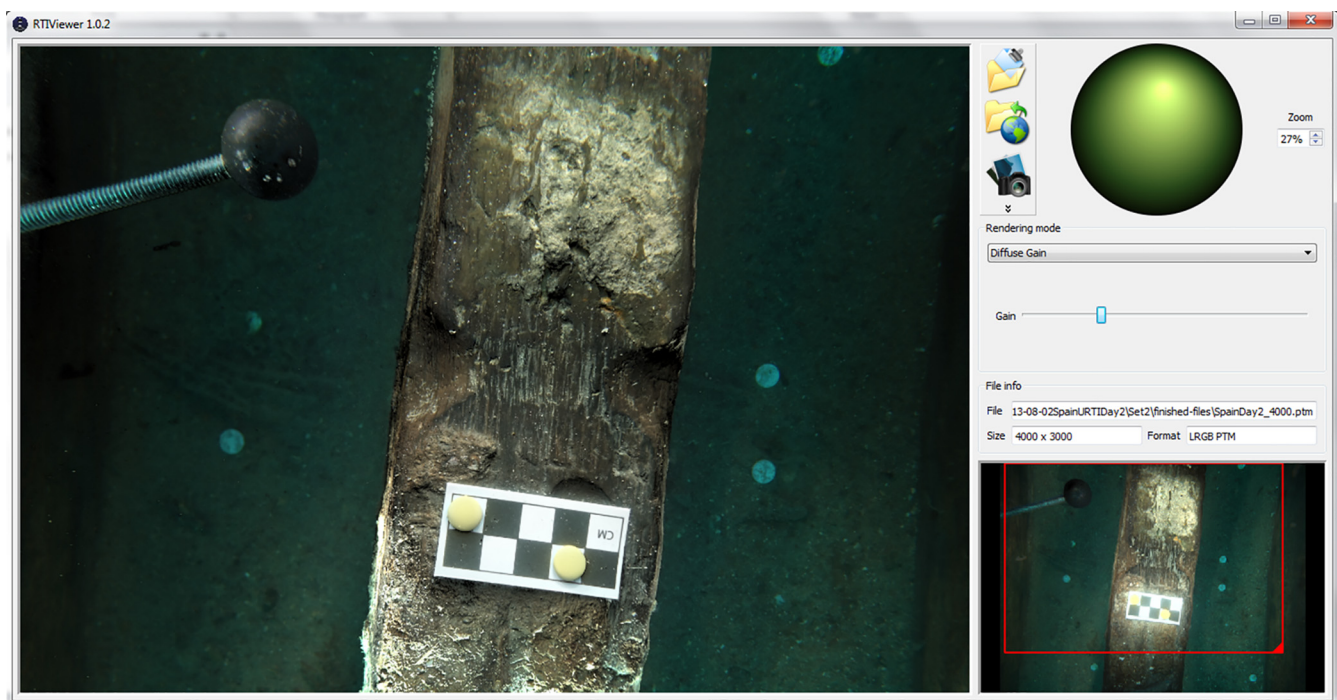 RTIViewer 1.0.2
Zoom
27%
Rendering mode
Diffuse Gain
Gain
File info
File 13-08-02SpainURTIDay2\Set2\finished-files\SpainDay2_4000.ptm
Size 4000 x 3000 Format LRGB PTM
CM